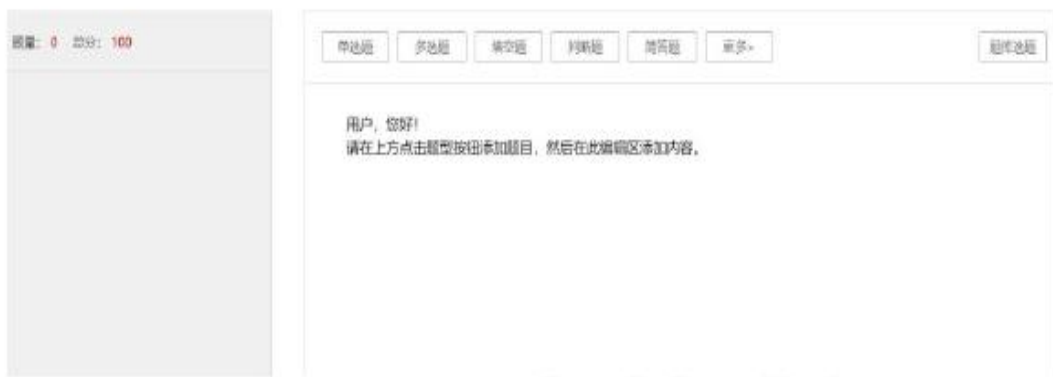 题量：0 总分：100
单选题 多选题 填空题 判断题 简答题 更多 题库选题
用户，您好！
请在上方点击题型按钮添加题目，然后在此编辑区添加内容。